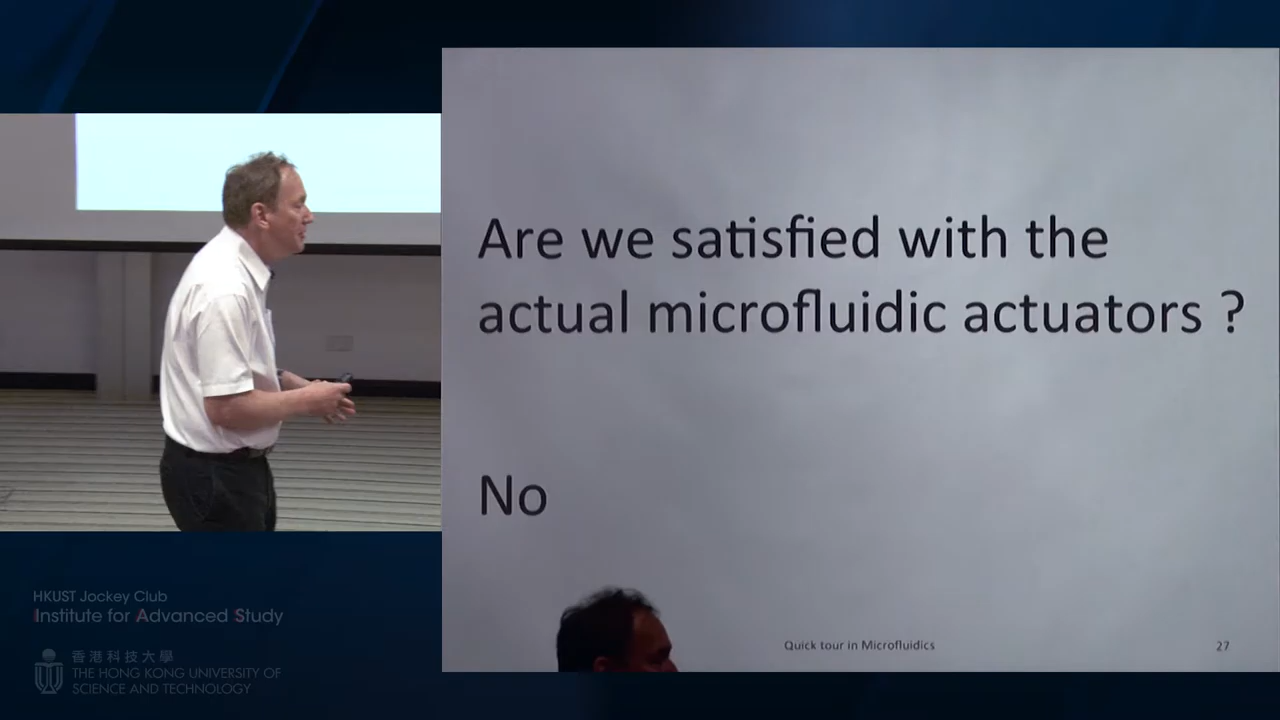 Are we satisfied with the
actual microfluidic actuators ?
No
Quick tour in Microfluidics
27
HKUST Jockey Club
Institute for Advanced Study
香港科技大學
THE HONG KONG UNIVERSITY OF
SCIENCE AND TECHNOLOGY